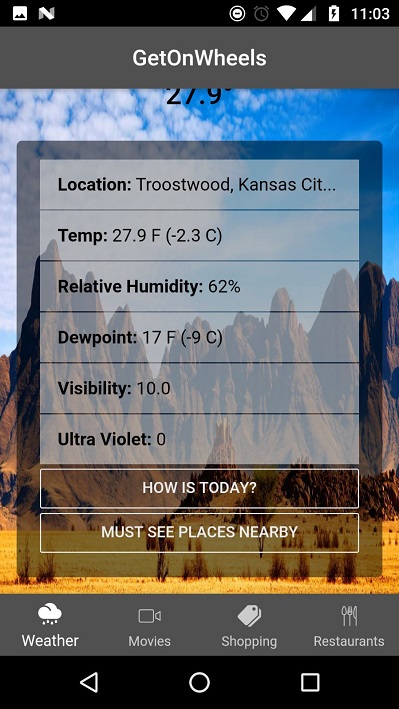 11:03
GetOnWheels
27.9°
Location: Troostwood, Kansas Cit...
Temp: 27.9 F (-2.3 C)
Relative Humidity: 62%
Dewpoint: 17 F (-9 C)
Visibility: 10.0
Ultra Violet: 0
HOW IS TODAY?
MUST SEE PLACES NEARBY
Weather
Movies
Shopping
Restaurants